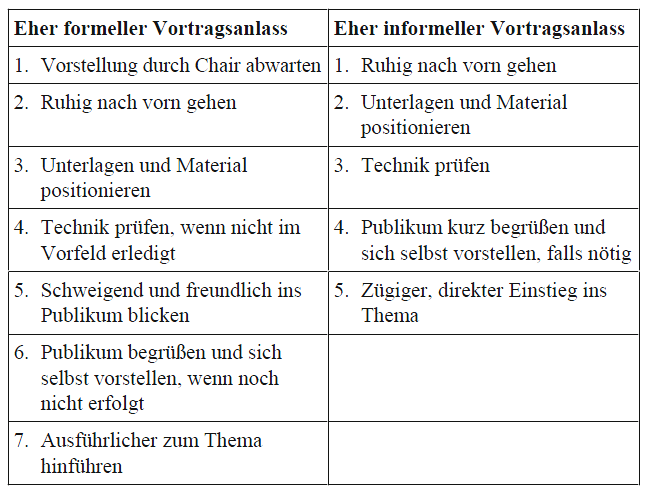 Eher formeller Vortragsanlass
Eher informeller Vortragsanlass
1. Vorstellung durch Chair abwarten
1. Ruhig nach vorn gehen
2. Ruhig nach vorn gehen
2. Unterlagen und Material
positionieren
3. Unterlagen und Material
positionieren
3. Technik prüfen
4. Technik prüfen, wenn nicht im
Vorfeld erledigt
4. Publikum kurz begrüßen und
sich selbst vorstellen, falls nötig
5. Schweigend und freundlich ins
Publikum blicken
5. Zügiger, direkter Einstieg ins
Thema
6. Publikum begrüßen und sich
selbst vorstellen, wenn noch
nicht erfolgt
7. Ausführlicher zum Thema
hinführen